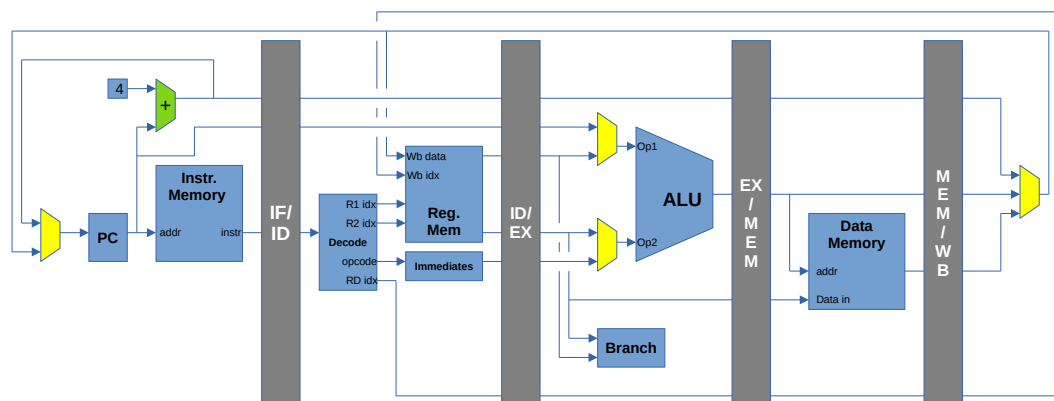 4
+
PC
Instr.
Memory
addr
instr
IF/
ID
Wb data
Wb idx
R1 idx
R2 idx
Reg.
Mem
Decode
opcode
RD idx
Immediates
ID/
EX
Op1
ALU
Op2
Branch
EX
/
M
E
M
Data
Memory
addr
Data in
M
E
M
/
W
B